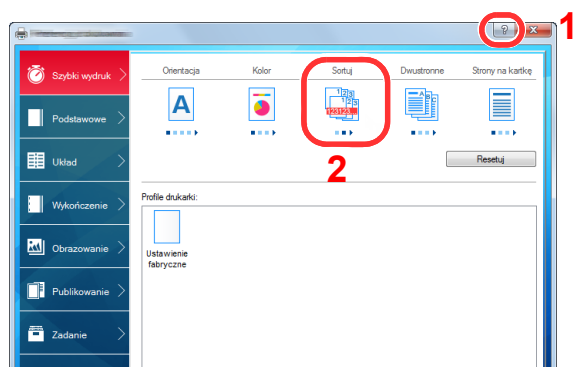 ? X 1
Szybki wydruk
Podstawowe
Układ
Wykończenie
Obrazowanie
Publikowanie
Zadanie
Orientacja Kolor Sortuj Dwustronne Strony na kartkę
A
2
Resetuj
Profile drukarki:
Ustawienie
fabryczne